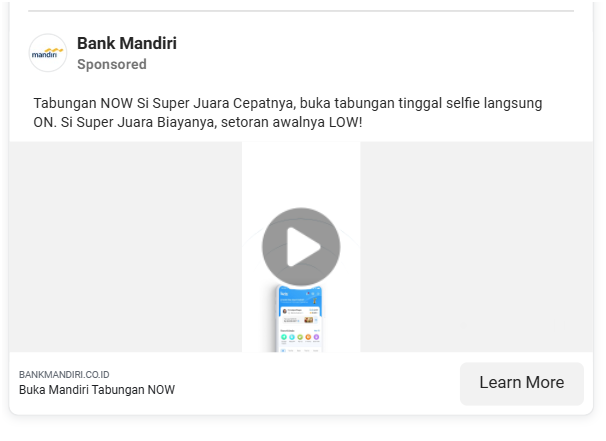 mandiri
Bank Mandiri
Sponsored
Tabungan NOW Si Super Juara Cepatnya, buka tabungan tinggal selfie langsung
ON. Si Super Juara Biayanya, setoran awalnya LOW!
BANKMANDIRI.CO.ID
Buka Mandiri Tabungan NOW
Learn More